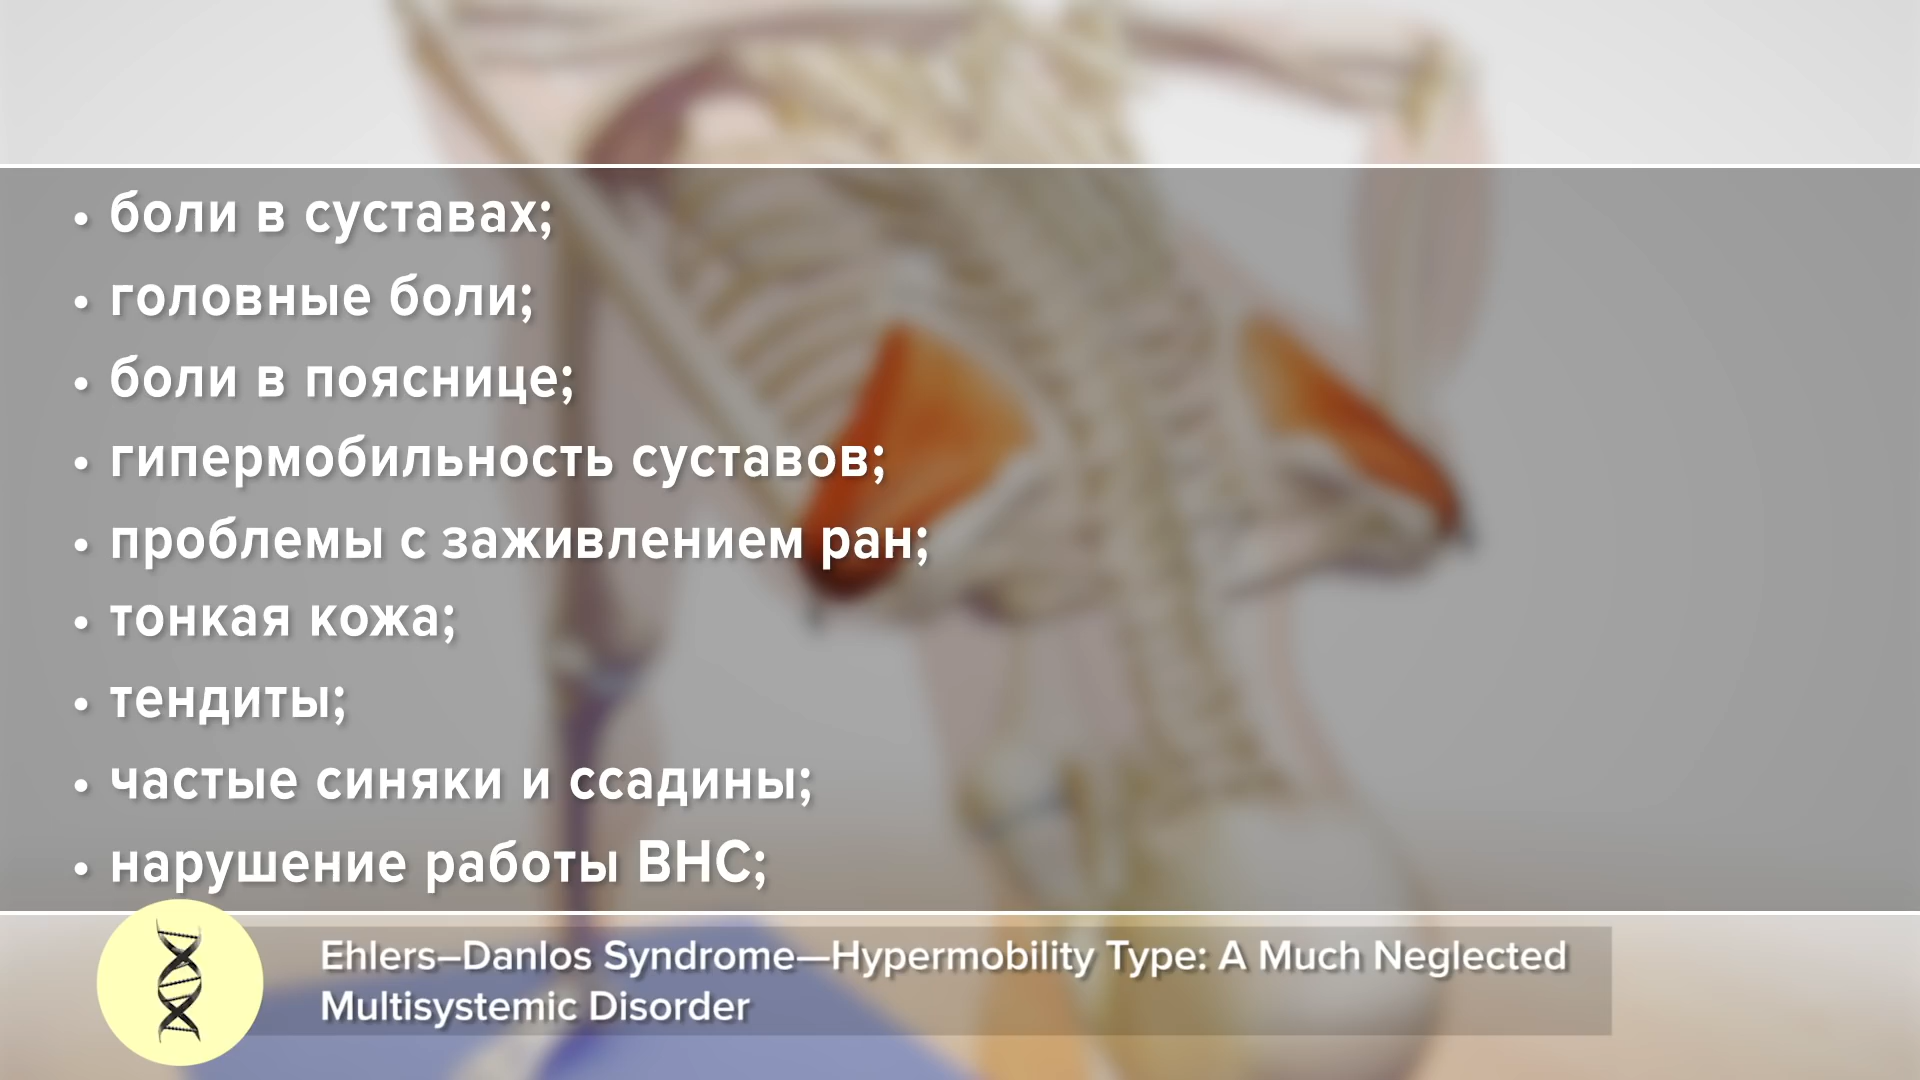 • боли в суставах;
• головные боли;
• боли в пояснице;
• гипермобильность суставов;
• проблемы с заживлением ран;
• тонкая кожа;
• тендиты;
• частые синяки и ссадины;
• нарушение работы ВНС;
Ehlers–Danlos Syndrome—Hypermobility Type: A Much Neglected
Multisystemic Disorder